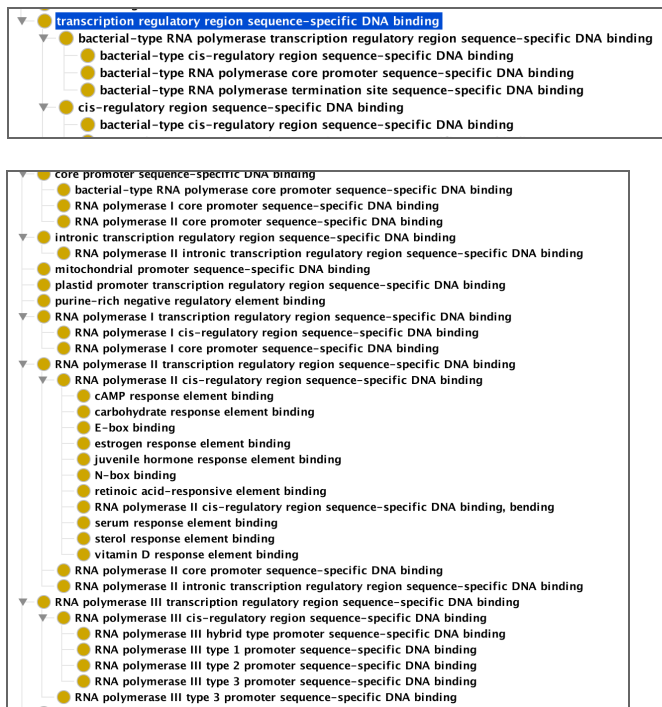 transcription regulatory region sequence-specific DNA binding
bacterial-type RNA polymerase transcription regulatory region sequence-specific DNA binding
bacterial-type cis-regulatory region sequence-specific DNA binding
bacterial-type RNA polymerase core promoter sequence-specific DNA binding
bacterial-type RNA polymerase termination site sequence-specific DNA binding
cis-regulatory region sequence-specific DNA binding
bacterial-type cis-regulatory region sequence-specific DNA binding
core promoter sequence-specific DNA binding
bacterial-type RNA polymerase core promoter sequence-specific DNA binding
RNA polymerase I core promoter sequence-specific DNA binding
RNA polymerase II core promoter sequence-specific DNA binding
intronic transcription regulatory region sequence-specific DNA binding
RNA polymerase II intronic transcription regulatory region sequence-specific DNA binding
mitochondrial promoter sequence-specific DNA binding
plastid promoter transcription regulatory region sequence-specific DNA binding
purine-rich negative regulatory element binding
RNA polymerase I transcription regulatory region sequence-specific DNA binding
RNA polymerase I cis-regulatory region sequence-specific DNA binding
RNA polymerase I core promoter sequence-specific DNA binding
RNA polymerase II transcription regulatory region sequence-specific DNA binding
RNA polymerase II cis-regulatory region sequence-specific DNA binding
cAMP response element binding
carbohydrate response element binding
E-box binding
estrogen response element binding
juvenile hormone response element binding
N-box binding
retinoic acid-responsive element binding
RNA polymerase II cis-regulatory region sequence-specific DNA binding, bending
serum response element binding
sterol response element binding
vitamin D response element binding
RNA polymerase II core promoter sequence-specific DNA binding
RNA polymerase II intronic transcription regulatory region sequence-specific DNA binding
RNA polymerase III transcription regulatory region sequence-specific DNA binding
RNA polymerase III cis-regulatory region sequence-specific DNA binding
RNA polymerase III hybrid type promoter sequence-specific DNA binding
RNA polymerase III type 1 promoter sequence-specific DNA binding
RNA polymerase III type 2 promoter sequence-specific DNA binding
RNA polymerase III type 3 promoter sequence-specific DNA binding
RNA polymerase III type 3 promoter sequence-specific DNA binding